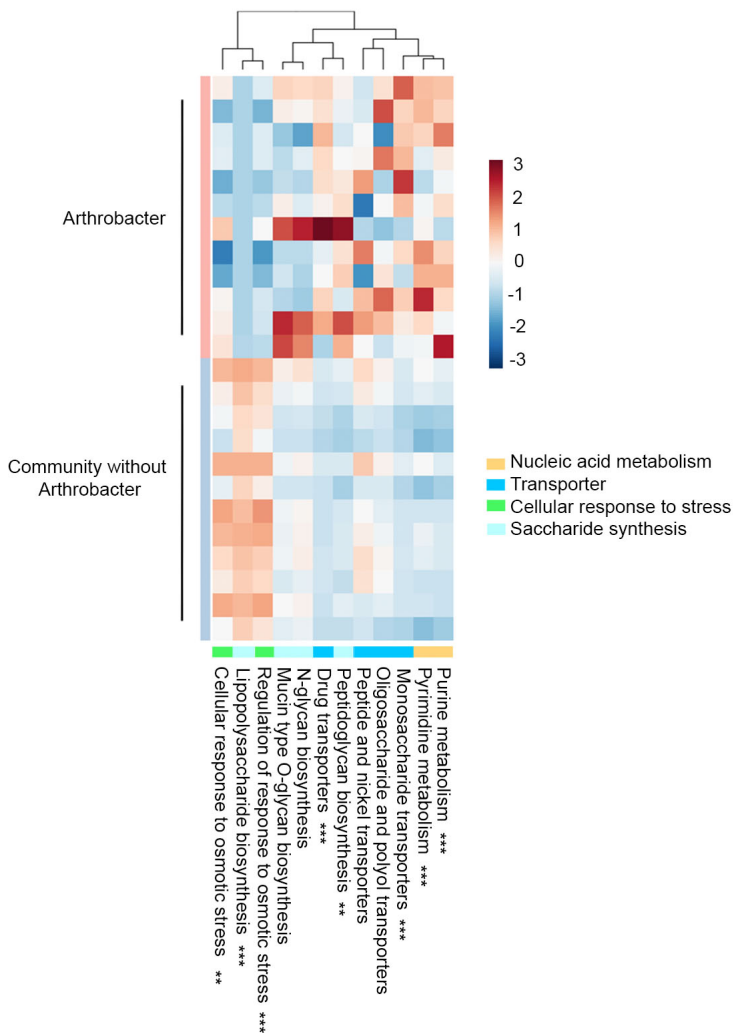 Arthrobacter
Community without
Arthrobacter
3
2
1
0
-1
-2
-3
Nucleic acid metabolism
Transporter
Cellular response to stress
Saccharide synthesis
Cellular response to osmotic stress **
Lipopolysaccharide biosynthesis ***
Regulation of response to osmotic stress ***
Mucin type O-glycan biosynthesis
N-glycan biosynthesis
Drug transporters ***
Peptidoglycan biosynthesis **
Peptide and nickel transporters
Oligosaccharide and polyol transporters
Monosaccharide transporters ***
Pyrimidine metabolism ***
Purine metabolism ***